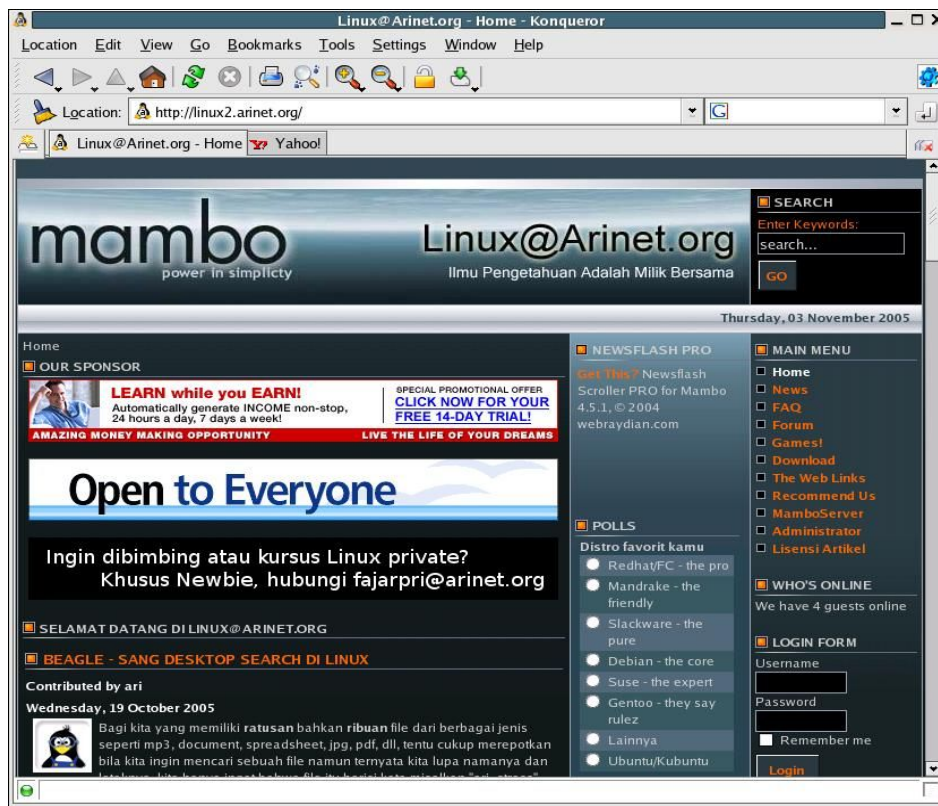 Linux@Arinet.org - Home - Konqueror
Location Edit View Go Bookmarks Tools Settings Window Help
Location: http://linux2.arinet.org/
Linux@Arinet.org - Home Yahoo!
mambo
power in simplicty
Linux@Arinet.org
Ilmu Pengetahuan Adalah Milik Bersama
SEARCH
Enter Keywords:
search...
GO
Thursday, 03 November 2005
Home
OUR SPONSOR
LEARN while you EARN!
Automatically generate INCOME non-stop,
24 hours a day, 7 days a week!
SPECIAL PROMOTIONAL OFFER
CLICK NOW FOR YOUR
FREE 14-DAY TRIAL!
AMAZING MONEY MAKING OPPORTUNITY LIVE THE LIFE OF YOUR DREAMS
Open to Everyone
Ingin dibimbing atau kursus Linux private?
Khusus Newbie, hubungi fajarpri@arinet.org
SELAMAT DATANG DI LINUX@ARINET.ORG
BEAGLE - SANG DESKTOP SEARCH DI LINUX
Contributed by ari
Wednesday, 19 October 2005
Bagi kita yang memiliki ratusan bahkan ribuan file dari berbagai jenis
seperti mp3, document, spreadsheet, jpg, pdf, dll, tentu cukup merepotkan
bila kita ingin mencari sebuah file namun ternyata kita lupa namanya dan
NEWSFLASH PRO
Get This? Newsflash
Scroller PRO for Mambo
4.5.1, © 2004
webraydian.com
POLLS
Distro favorit kamu
Redhat/FC - the pro
Mandrake - the
friendly
Slackware - the
pure
Debian - the core
Suse - the expert
Gentoo - they say
rulez
Lainnya
Ubuntu/Kubuntu
MAIN MENU
Home
News
FAQ
Forum
Games!
Download
The Web Links
Recommend Us
MamboServer
Administrator
Lisensi Artikel
WHO'S ONLINE
We have 4 guests online
LOGIN FORM
Username
Password
Remember me
Login